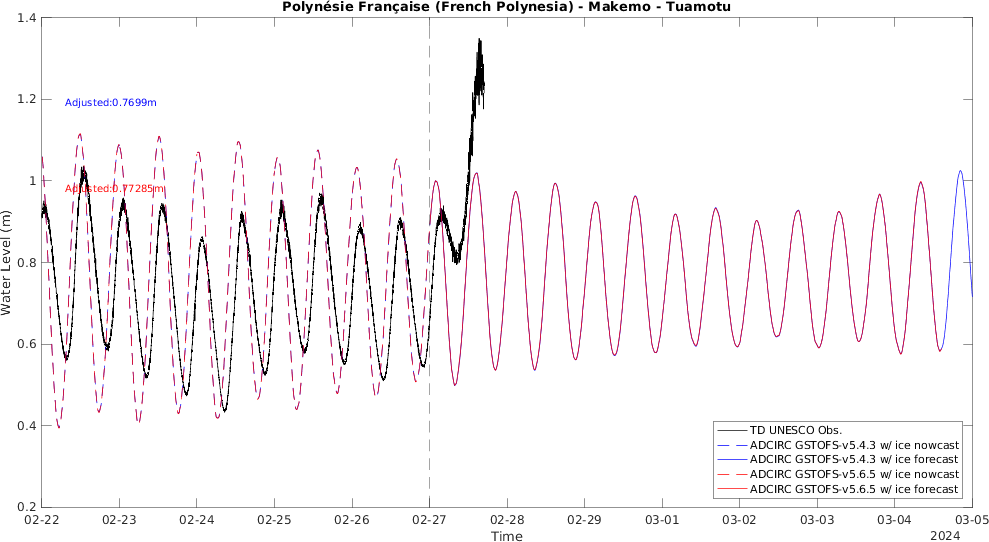 Polynésie Française (French Polynesia) - Makemo - Tuamotu
1.4
1.2
1
0.8
0.6
0.4
0.2
Water Level (m)
Adjusted:0.7699m
Adjusted:0.77285m
TD UNESCO Obs.
ADCIRC GSTOFS-v5.4.3 w/ ice nowcast
ADCIRC GSTOFS-v5.4.3 w/ ice forecast
ADCIRC GSTOFS-v5.6.5 w/ ice nowcast
ADCIRC GSTOFS-v5.6.5 w/ ice forecast
02-22 02-23 02-24 02-25 02-26 02-27 02-28 02-29 03-01 03-02 03-03 03-04 03-05
Time
2024